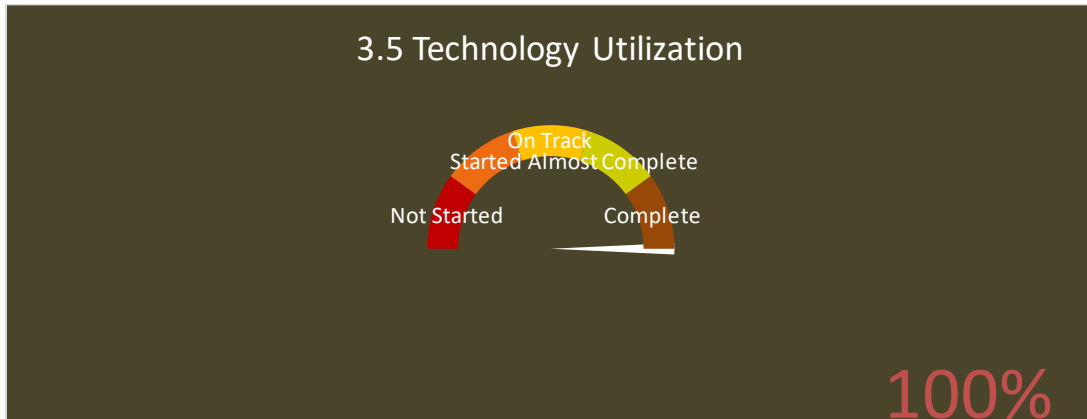 3.5 Technology Utilization
On Track
Started Almost Complete
Not Started Complete
100%